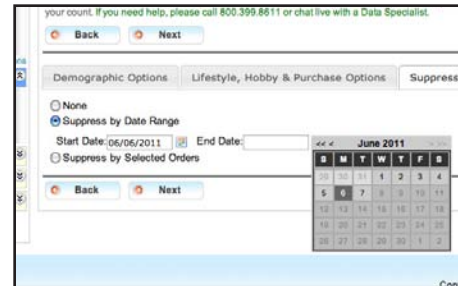 your count. If you need help, please call 800.399.8611 or chat live with a Data Specialist.
Back Next
Demographic Options Lifestyle, Hobby & Purchase Options Suppress
None
Suppress by Date Range
Start Date: 06/06/2011 End Date:
Suppress by Selected Orders
<< < June 2011 > >>
S M T W T F S
29 30 31 1 2 3 4
5 6 7 8 9 10 11
12 13 14 15 16 17 18
19 20 21 22 23 24 25
26 27 28 29 30 1 2
Back Next